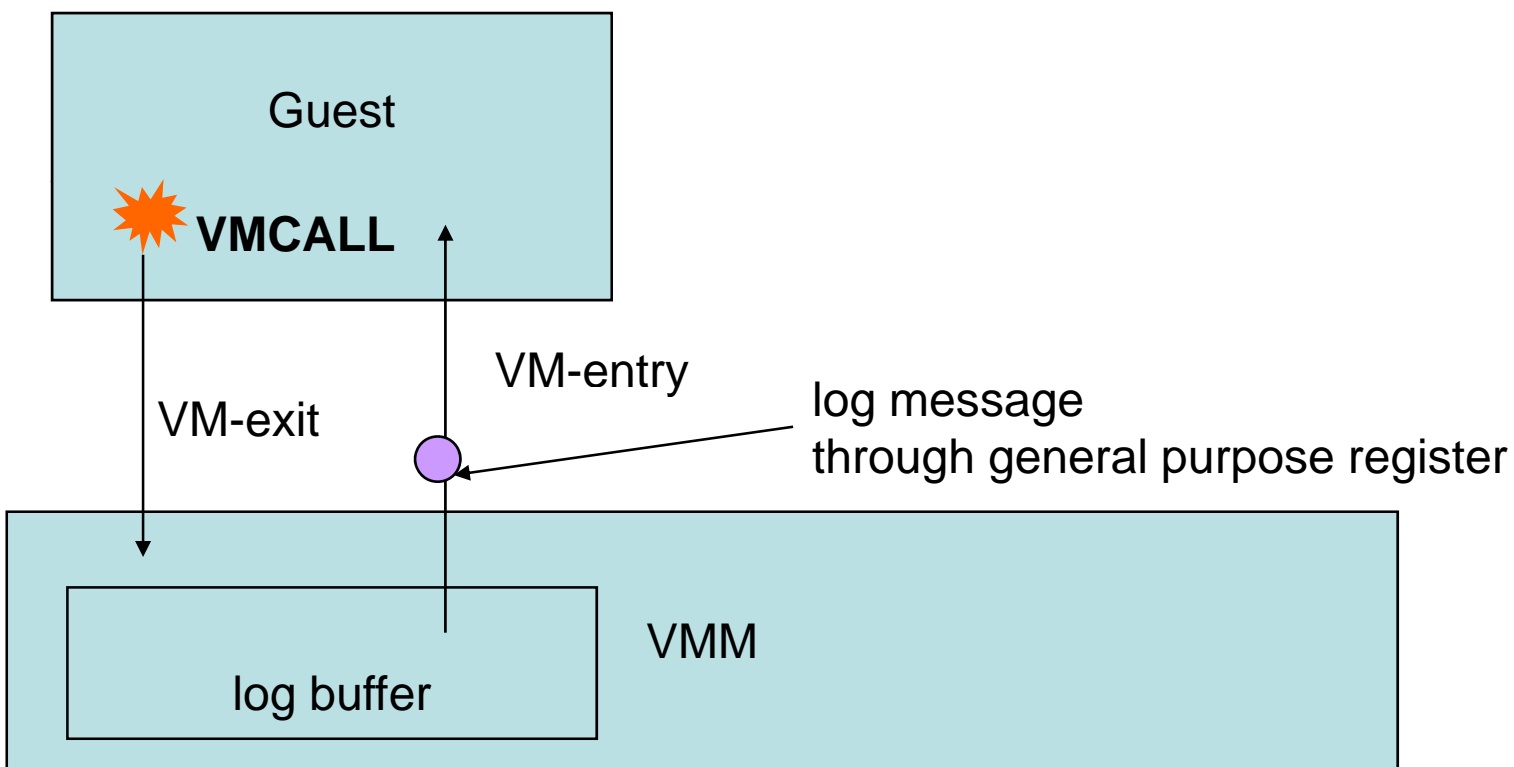 Guest
VMCALL
VM-entry
VM-exit
log message
through general purpose register
VMM
log buffer